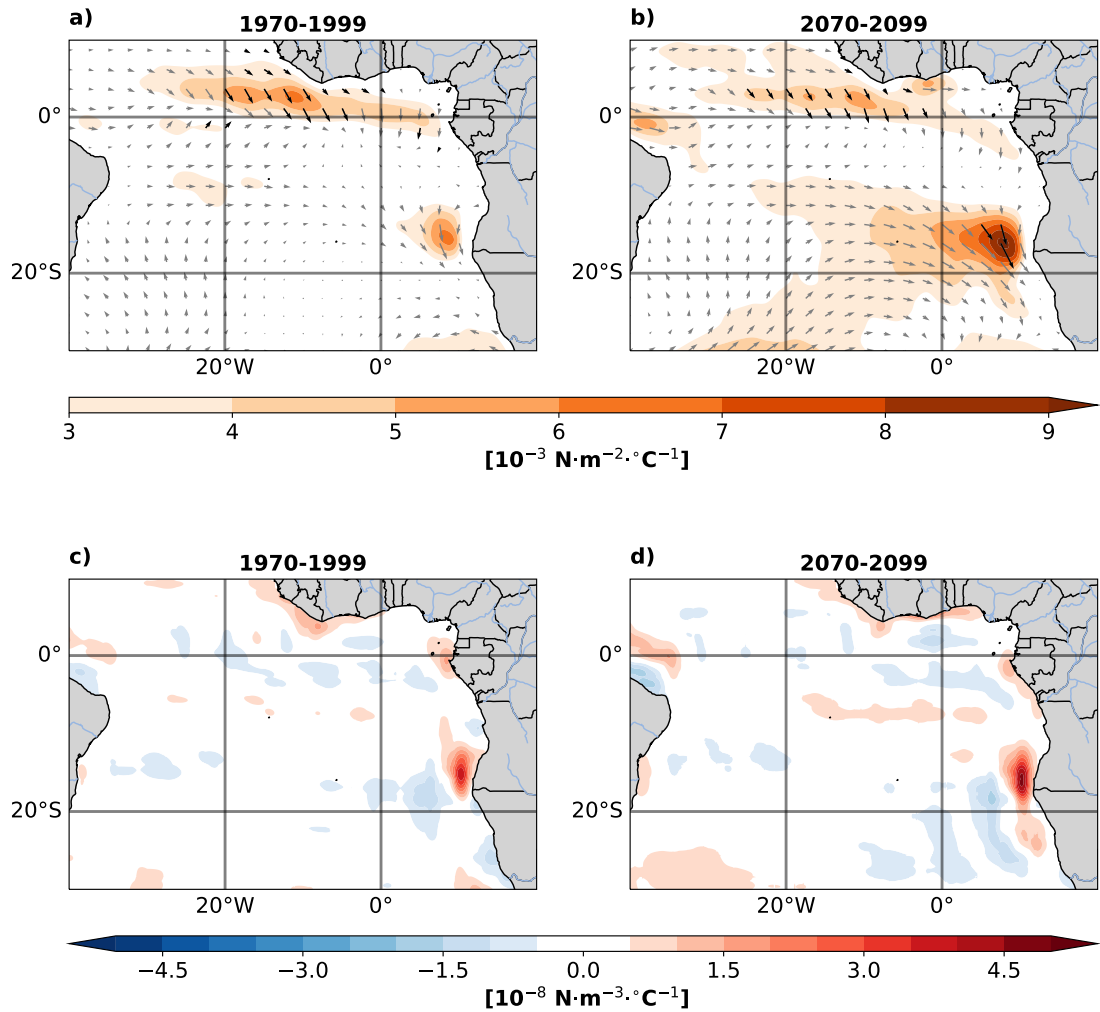 a) 1970-1999 b) 2070-2099
0° 0°
20°S 20°S
20°W 0° 20°W 0°
3 4 5 6 7 8 9
[10⁻³ N·m⁻²·°C⁻¹]
c) 1970-1999 d) 2070-2099
0° 0°
20°S 20°S
20°W 0° 20°W 0°
−4.5 −3.0 −1.5 0.0 1.5 3.0 4.5
[10⁻⁸ N·m⁻³·°C⁻¹]